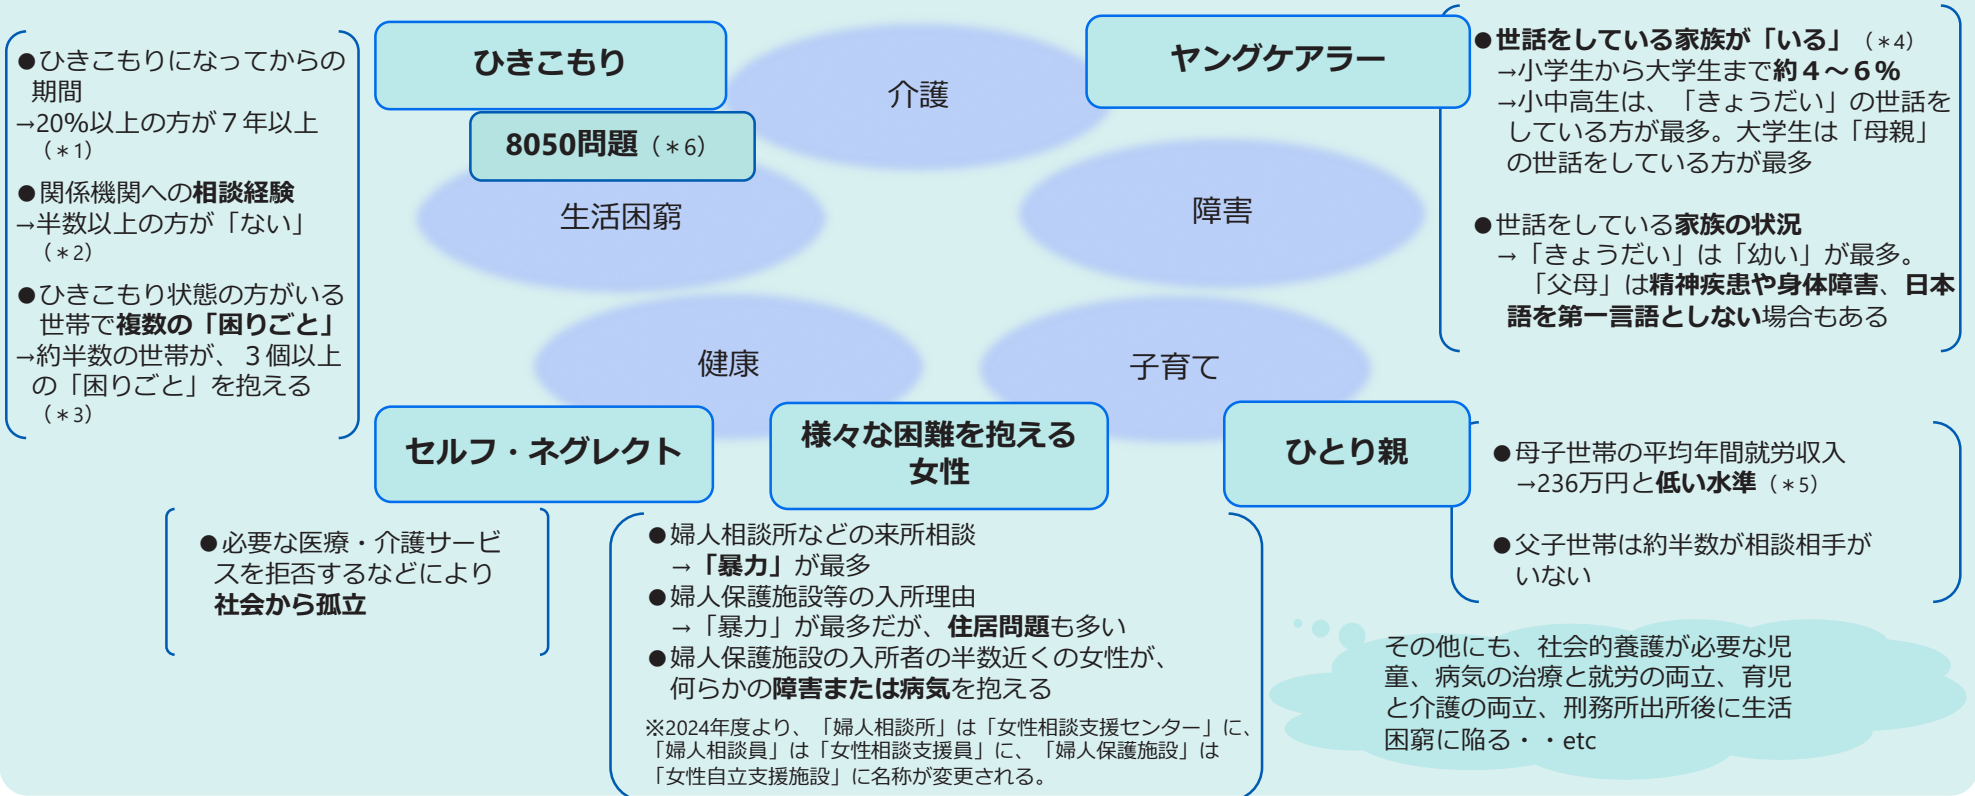 ひきこもり
8050問題（＊6）
●ひきこもりになってからの
期間
→20%以上の方が７年以上
（＊1）
●関係機関への相談経験
→半数以上の方が「ない」
（＊2）
●ひきこもり状態の方がいる
世帯で複数の「困りごと」
→約半数の世帯が、３個以上
の「困りごと」を抱える
（＊3）
介護
生活困窮
障害
健康
子育て
ヤングケアラー
●世話をしている家族が「いる」（＊4）
→小学生から大学生まで約４～６%
→小中高生は、「きょうだい」の世話を
している方が最多。大学生は「母親」
の世話をしている方が最多
●世話をしている家族の状況
→「きょうだい」は「幼い」が最多。
「父母」は精神疾患や身体障害、日本
語を第一言語としない場合もある
セルフ・ネグレクト
●必要な医療・介護サービ
スを拒否するなどにより
社会から孤立
様々な困難を抱える
女性
●婦人相談所などの来所相談
→「暴力」が最多
●婦人保護施設等の入所理由
→「暴力」が最多だが、住居問題も多い
●婦人保護施設の入所者の半数近くの女性が、
何らかの障害または病気を抱える
※2024年度より、「婦人相談所」は「女性相談支援センター」に、
「婦人相談員」は「女性相談支援員」に、「婦人保護施設」は
「女性自立支援施設」に名称が変更される。
ひとり親
●母子世帯の平均年間就労収入
→236万円と低い水準（＊5）
●父子世帯は約半数が相談相手が
いない
その他にも、社会的養護が必要な児
童、病気の治療と就労の両立、育児
と介護の両立、刑務所出所後に生活
困窮に陥る・・etc